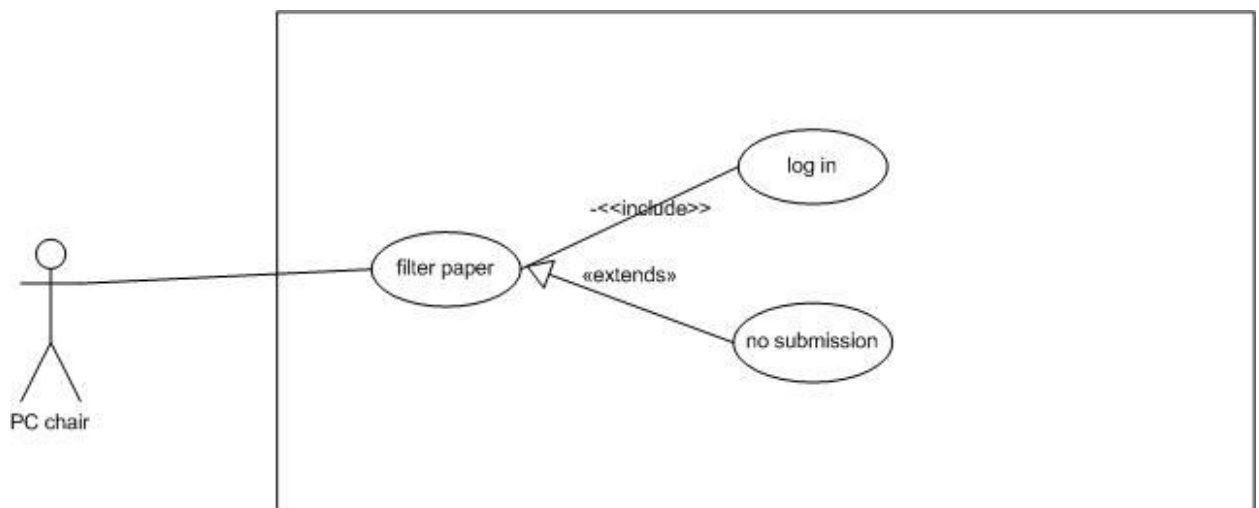 log in
-<<include>>
filter paper
«extends»
no submission
PC chair